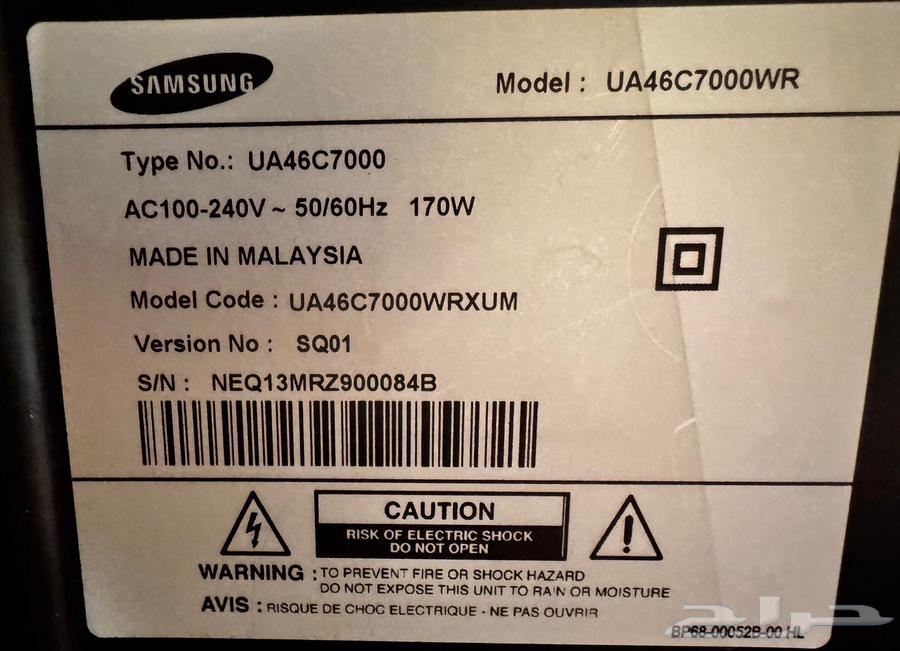 SAMSUNG
Model : UA46C7000WR
Type No.: UA46C7000
AC100-240V ~ 50/60Hz 170W
MADE IN MALAYSIA
Model Code : UA46C7000WRXUM
Version No : SQ01
S/N : NEQ13MRZ900084B
CAUTION
RISK OF ELECTRIC SHOCK
DO NOT OPEN
WARNING : TO PREVENT FIRE OR SHOCK HAZARD
DO NOT EXPOSE THIS UNIT TO RAIN OR MOISTURE
AVIS : RISQUE DE CHOC ELECTRIQUE - NE PAS OUVRIR
BP68-00052B-00 HL
حراج